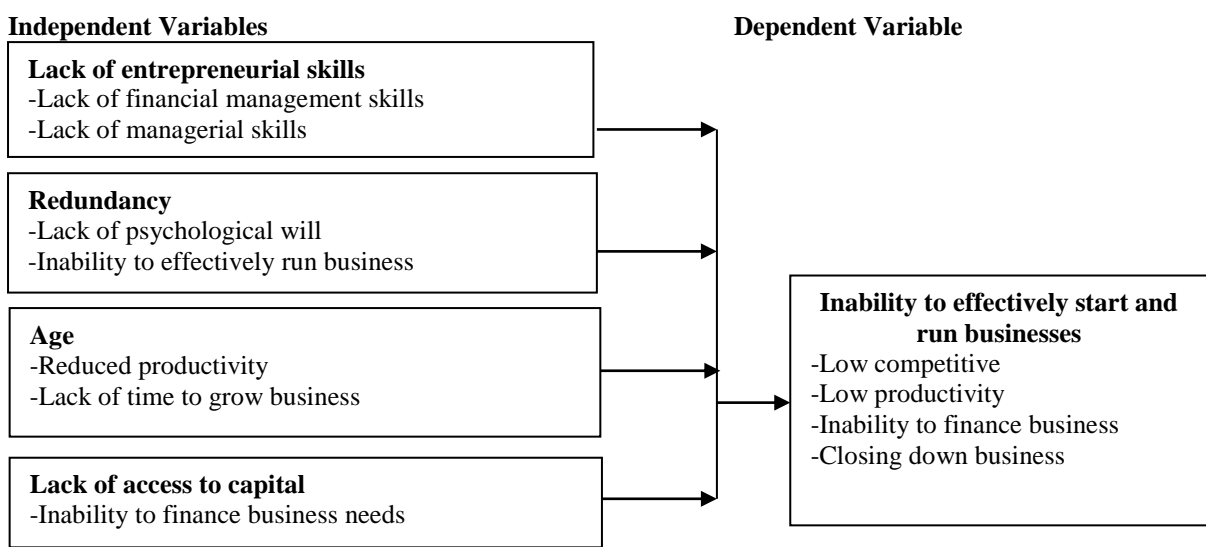 Independent Variables
Dependent Variable
Lack of entrepreneurial skills
-Lack of financial management skills
-Lack of managerial skills
Redundancy
-Lack of psychological will
-Inability to effectively run business
Age
-Reduced productivity
-Lack of time to grow business
Lack of access to capital
-Inability to finance business needs
Inability to effectively start and
run businesses
-Low competitive
-Low productivity
-Inability to finance business
-Closing down business